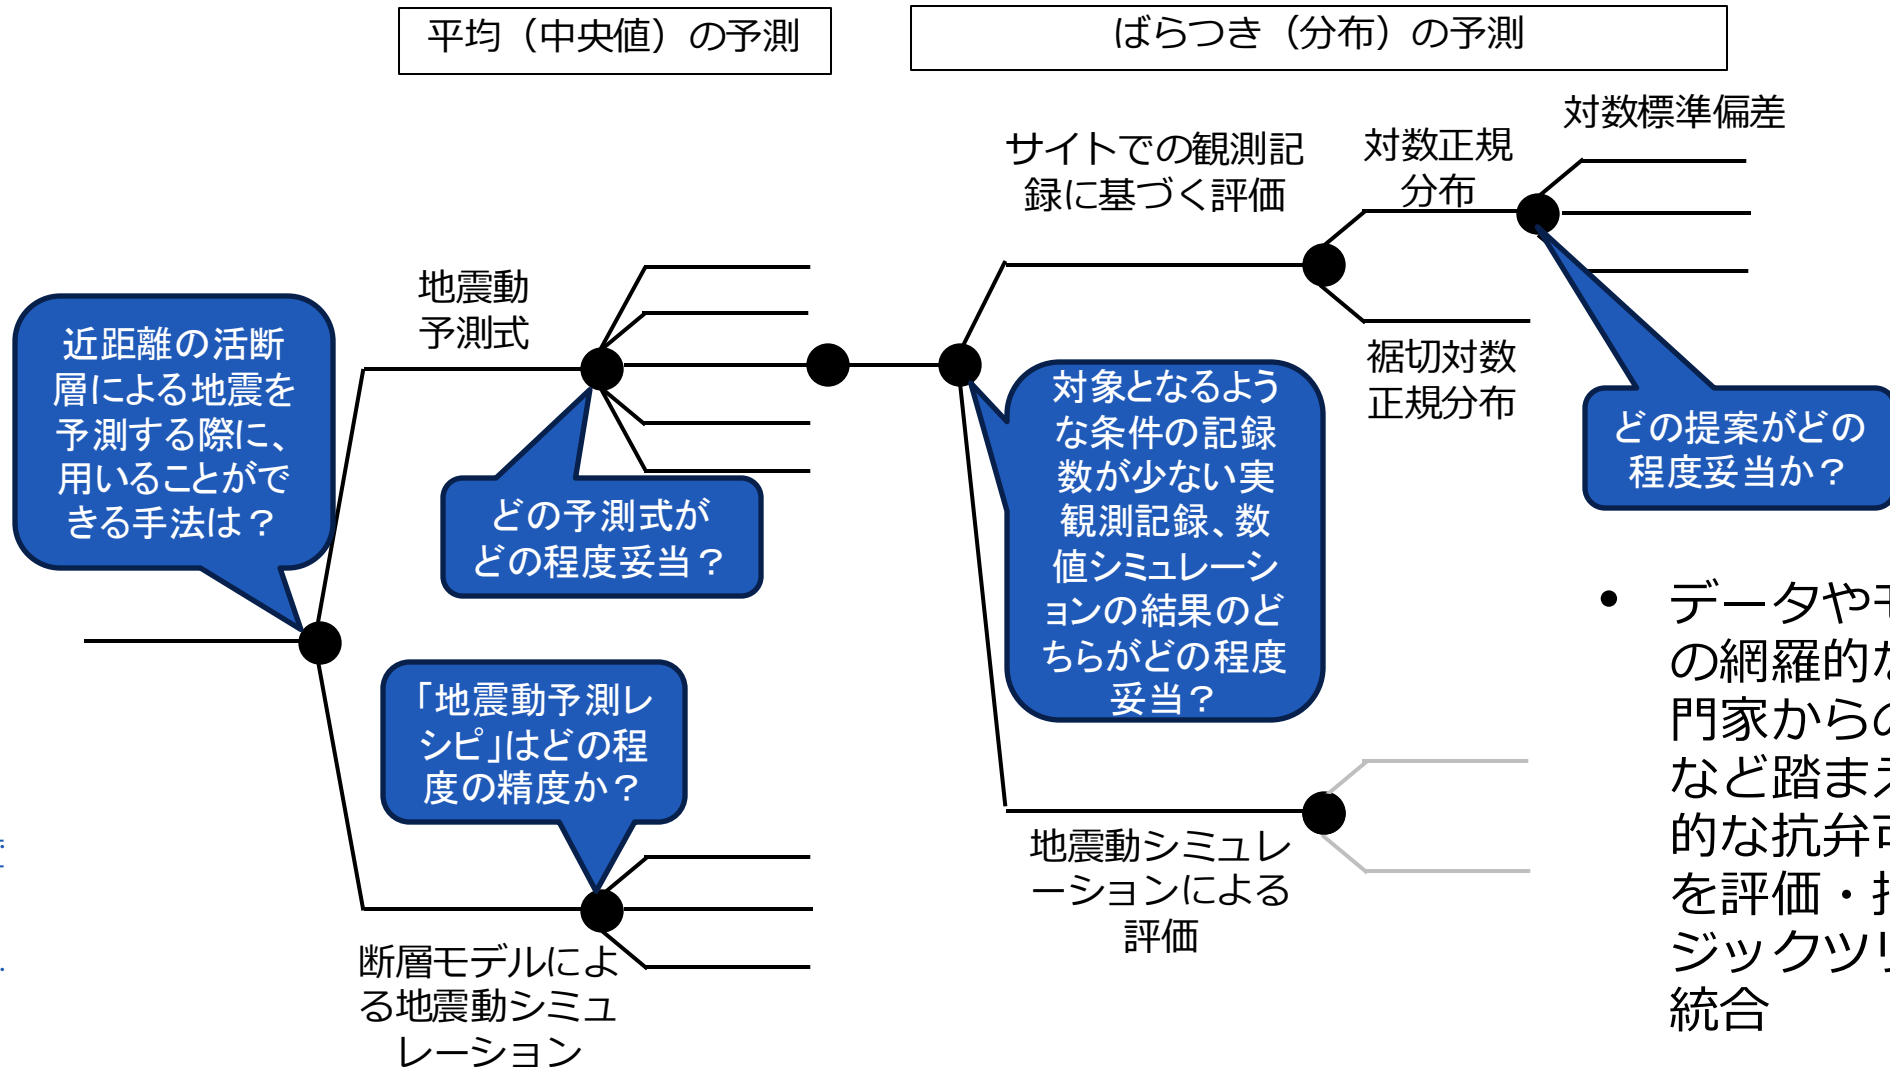 平均（中央値）の予測
ばらつき（分布）の予測
対数標準偏差
サイトでの観測記
録に基づく評価
対数正規
分布
地震動
予測式
裾切対数
正規分布
近距離の活断
層による地震を
予測する際に、
用いることがで
きる手法は？
どの予測式が
どの程度妥当？
対象となるよう
な条件の記録
数が少ない実
観測記録、数
値シミュレーシ
ョンの結果のど
ちらがどの程度
妥当？
どの提案がどの
程度妥当か？
「地震動予測レ
シピ」はどの程
度の精度か？
断層モデルによ
る地震動シミュ
レーション
地震動シミュレ
ーションによる
評価
• データや
の網羅的
門家から
など踏ま
的な抗弁
を評価・
ジックツ
統合